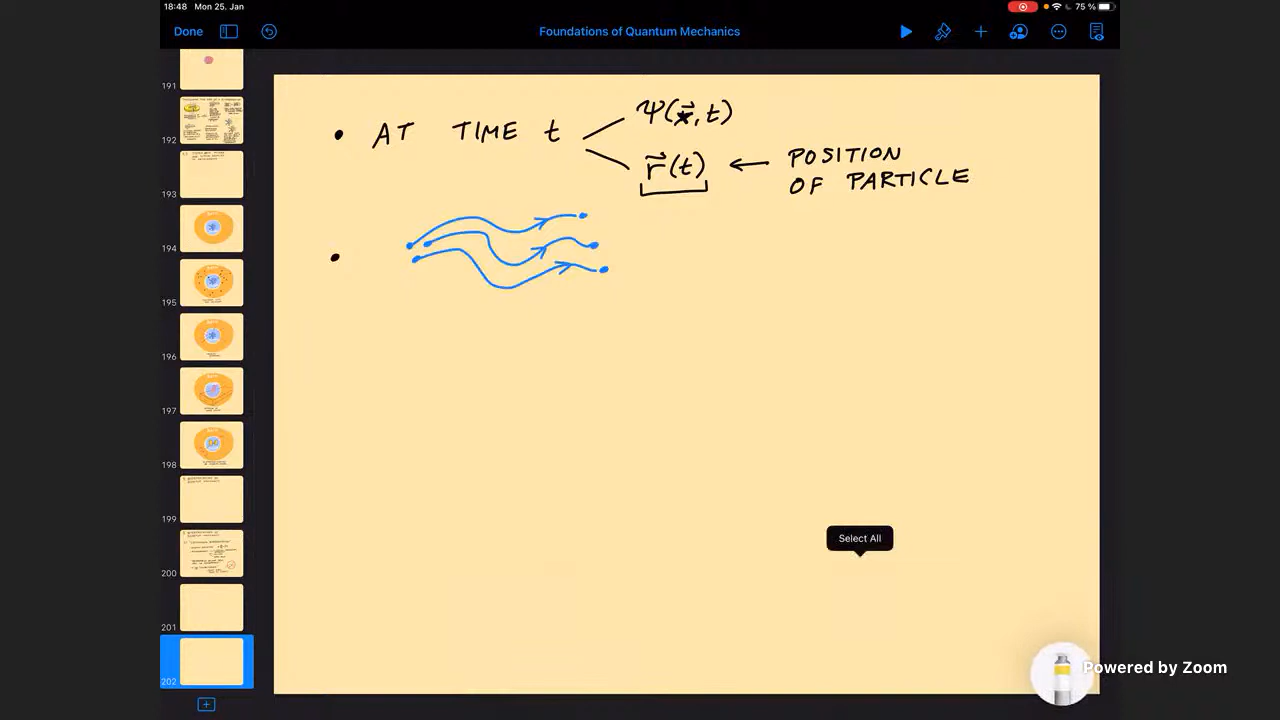 18:48 Mon 25. Jan
75 %
Done
Foundations of Quantum Mechanics
191
192
193
194
195
196
197
198
199
200
201
202
• AT TIME t
Ψ(x⃗, t)
r⃗(t) ← POSITION
OF PARTICLE
•
Select All
Powered by Zoom